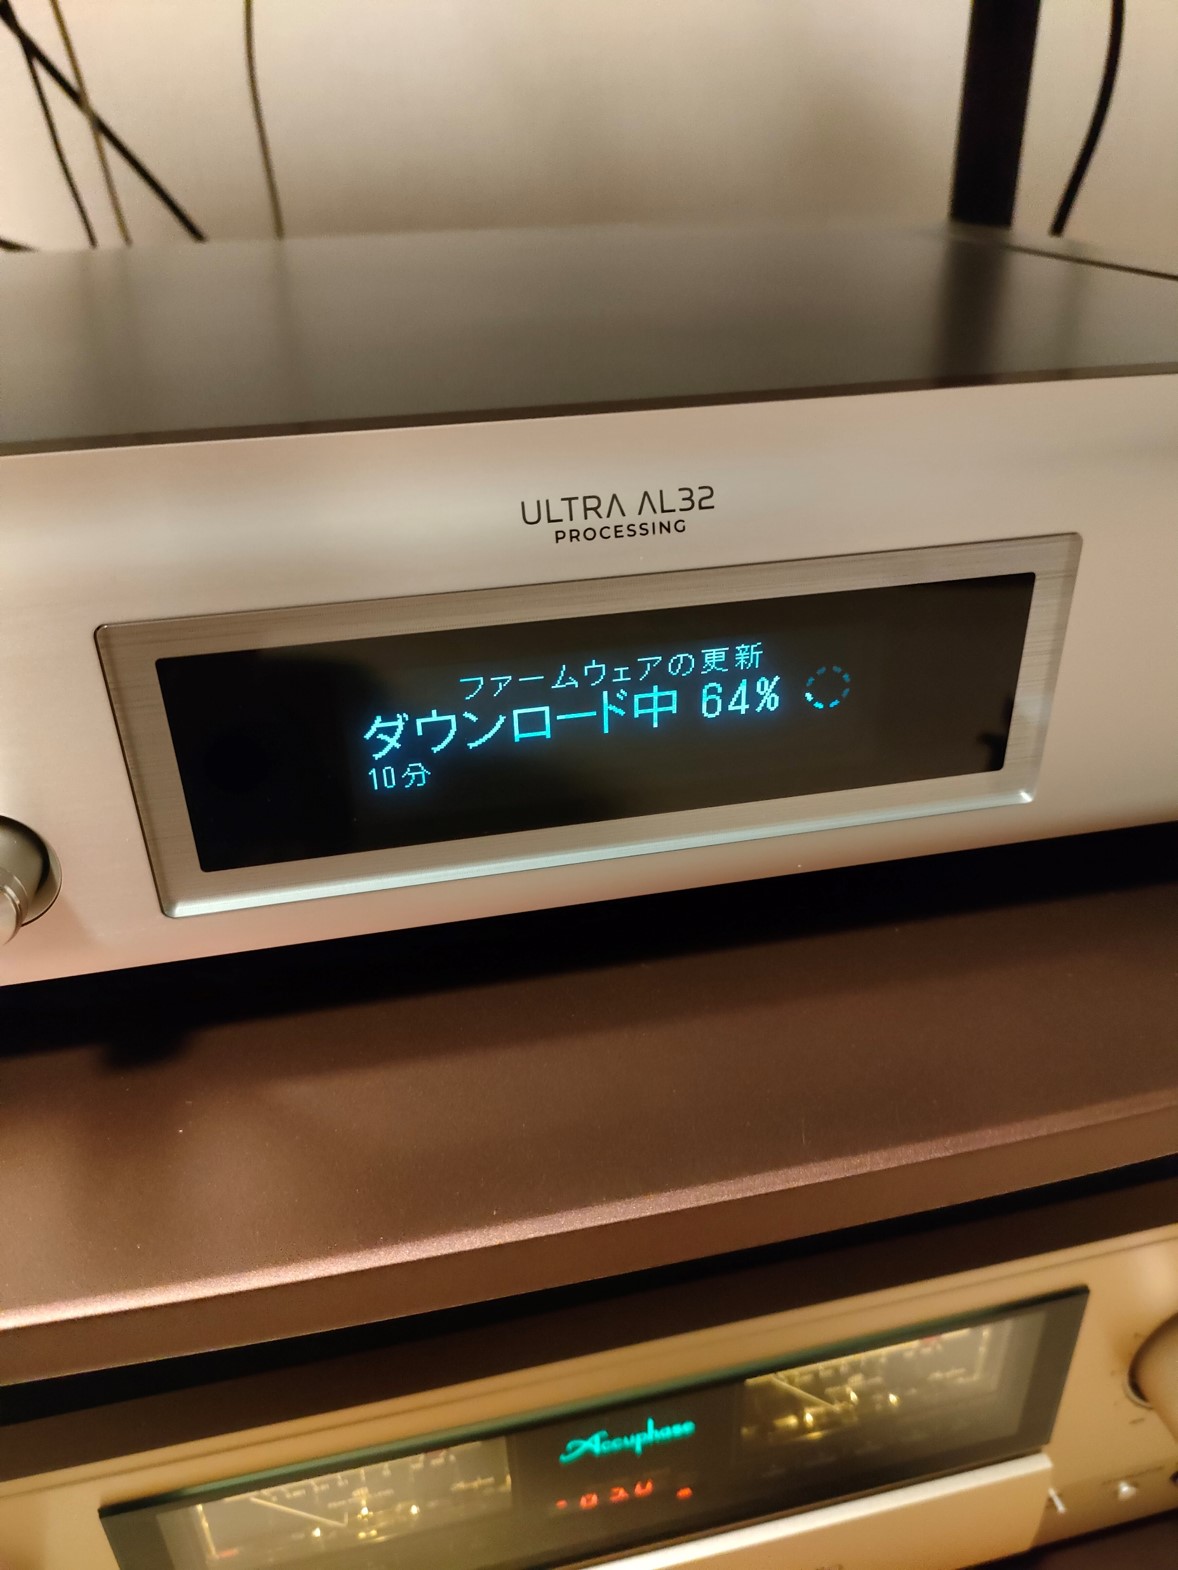 ULTRA AL32
PROCESSING
ファームウェアの更新
ダウンロード中 64%
10分
Accuphase